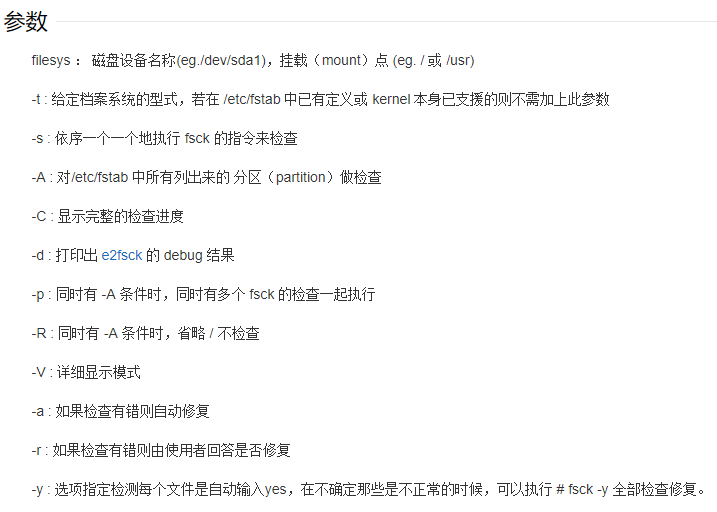 参数
filesys ： 磁盘设备名称(eg./dev/sda1)，挂载（mount）点 (eg. / 或 /usr)
-t : 给定档案系统的型式，若在 /etc/fstab 中已有定义或 kernel 本身已支援的则不需加上此参数
-s : 依序一个一个地执行 fsck 的指令来检查
-A : 对/etc/fstab 中所有列出来的 分区（partition）做检查
-C : 显示完整的检查进度
-d : 打印出 e2fsck 的 debug 结果
-p : 同时有 -A 条件时，同时有多个 fsck 的检查一起执行
-R : 同时有 -A 条件时，省略 / 不检查
-V : 详细显示模式
-a : 如果检查有错则自动修复
-r : 如果检查有错则由使用者回答是否修复
-y : 选项指定检测每个文件是自动输入yes，在不确定那些是不正常的时候，可以执行 # fsck -y 全部检查修复。